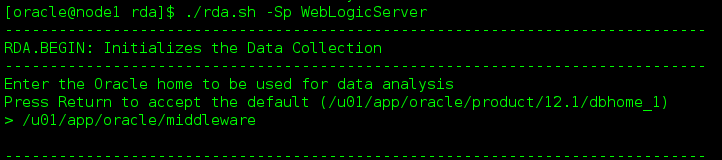 [oracle@node1 rda]$ ./rda.sh -Sp WebLogicServer
-------------------------------------------------------------------------------
RDA.BEGIN: Initializes the Data Collection
-------------------------------------------------------------------------------
Enter the Oracle home to be used for data analysis
Press Return to accept the default (/u01/app/oracle/product/12.1/dbhome_1)
> /u01/app/oracle/middleware
-------------------------------------------------------------------------------